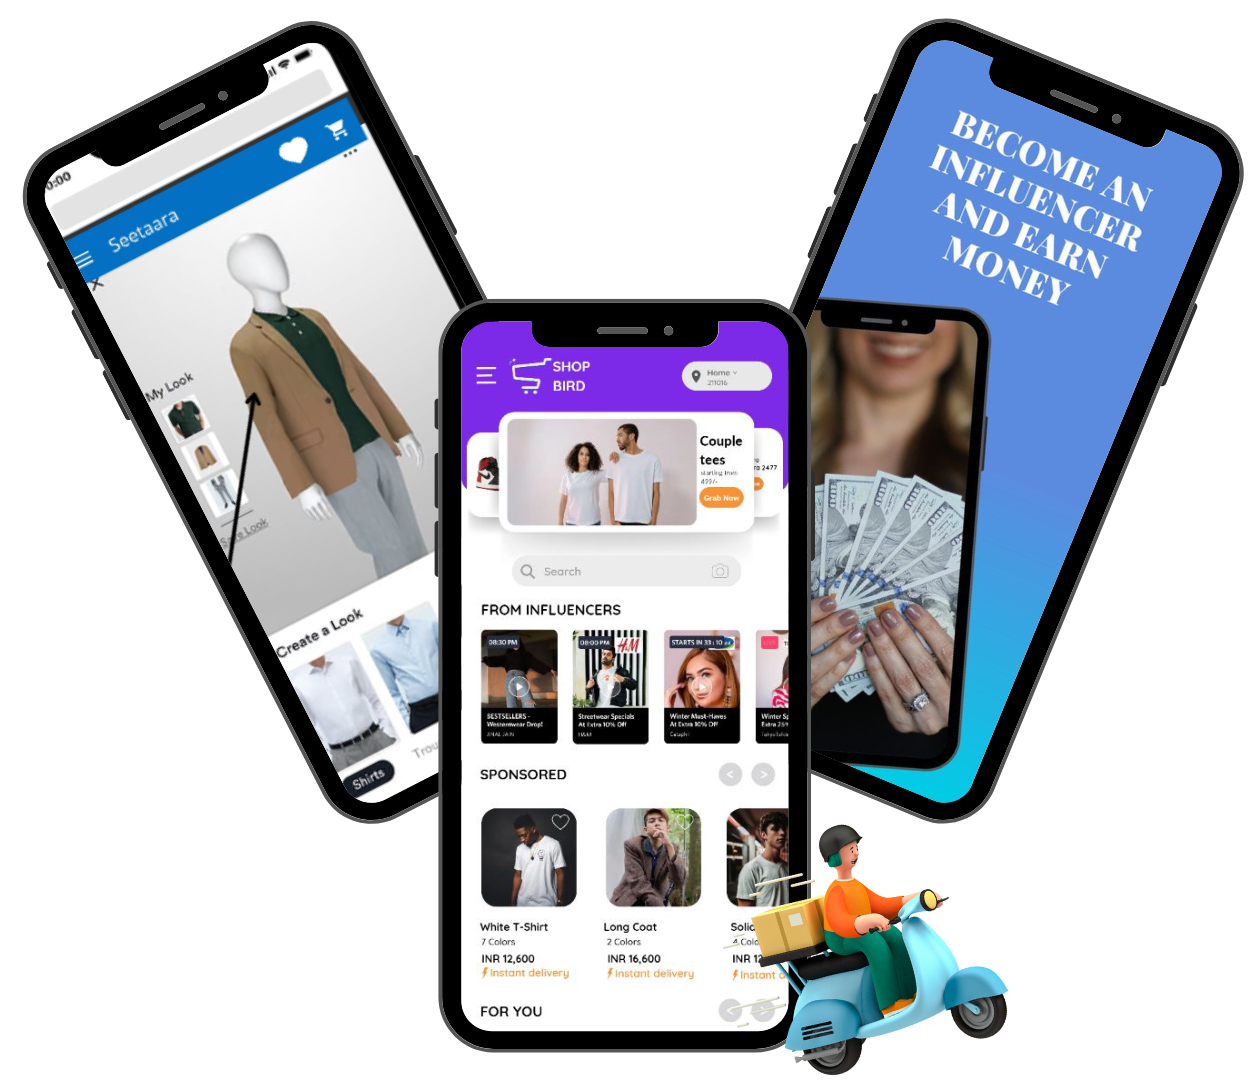 0:00
Seetaara
My Look
Save Look
Create a Look
Shirts
Trou
SHOP
BIRD
Home
211016
Couple
tees
starting from
499/-
Grab Now
2477
Search
FROM INFLUENCERS
08:30 PM
BESTSELLERS -
Westernwear Drop!
JINAL JAIN
08:00 PM
H&M
Streetwear Specials
At Extra 10% Off
H&M
STARTS IN 33 : 10
Winter Must-Haves
At Extra 10% Off
Winter Sp
Extra 25%
SPONSORED
< >
White T-Shirt
7 Colors
INR 12,600
Instant delivery
Long Coat
2 Colors
INR 16,600
Instant delivery
Solid
4 Colo
INR 12
Instant d
FOR YOU
< >
BECOME AN
INFLUENCER
AND EARN
MONEY